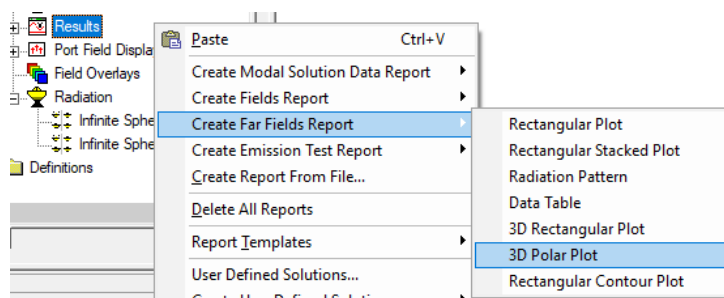 Results
Port Field Displa
Field Overlays
Radiation
Infinite Sphe
Infinite Sphe
Definitions
Paste Ctrl+V
Create Modal Solution Data Report
Create Fields Report
Create Far Fields Report
Create Emission Test Report
Create Report From File...
Delete All Reports
Report Templates
User Defined Solutions...
Rectangular Plot
Rectangular Stacked Plot
Radiation Pattern
Data Table
3D Rectangular Plot
3D Polar Plot
Rectangular Contour Plot